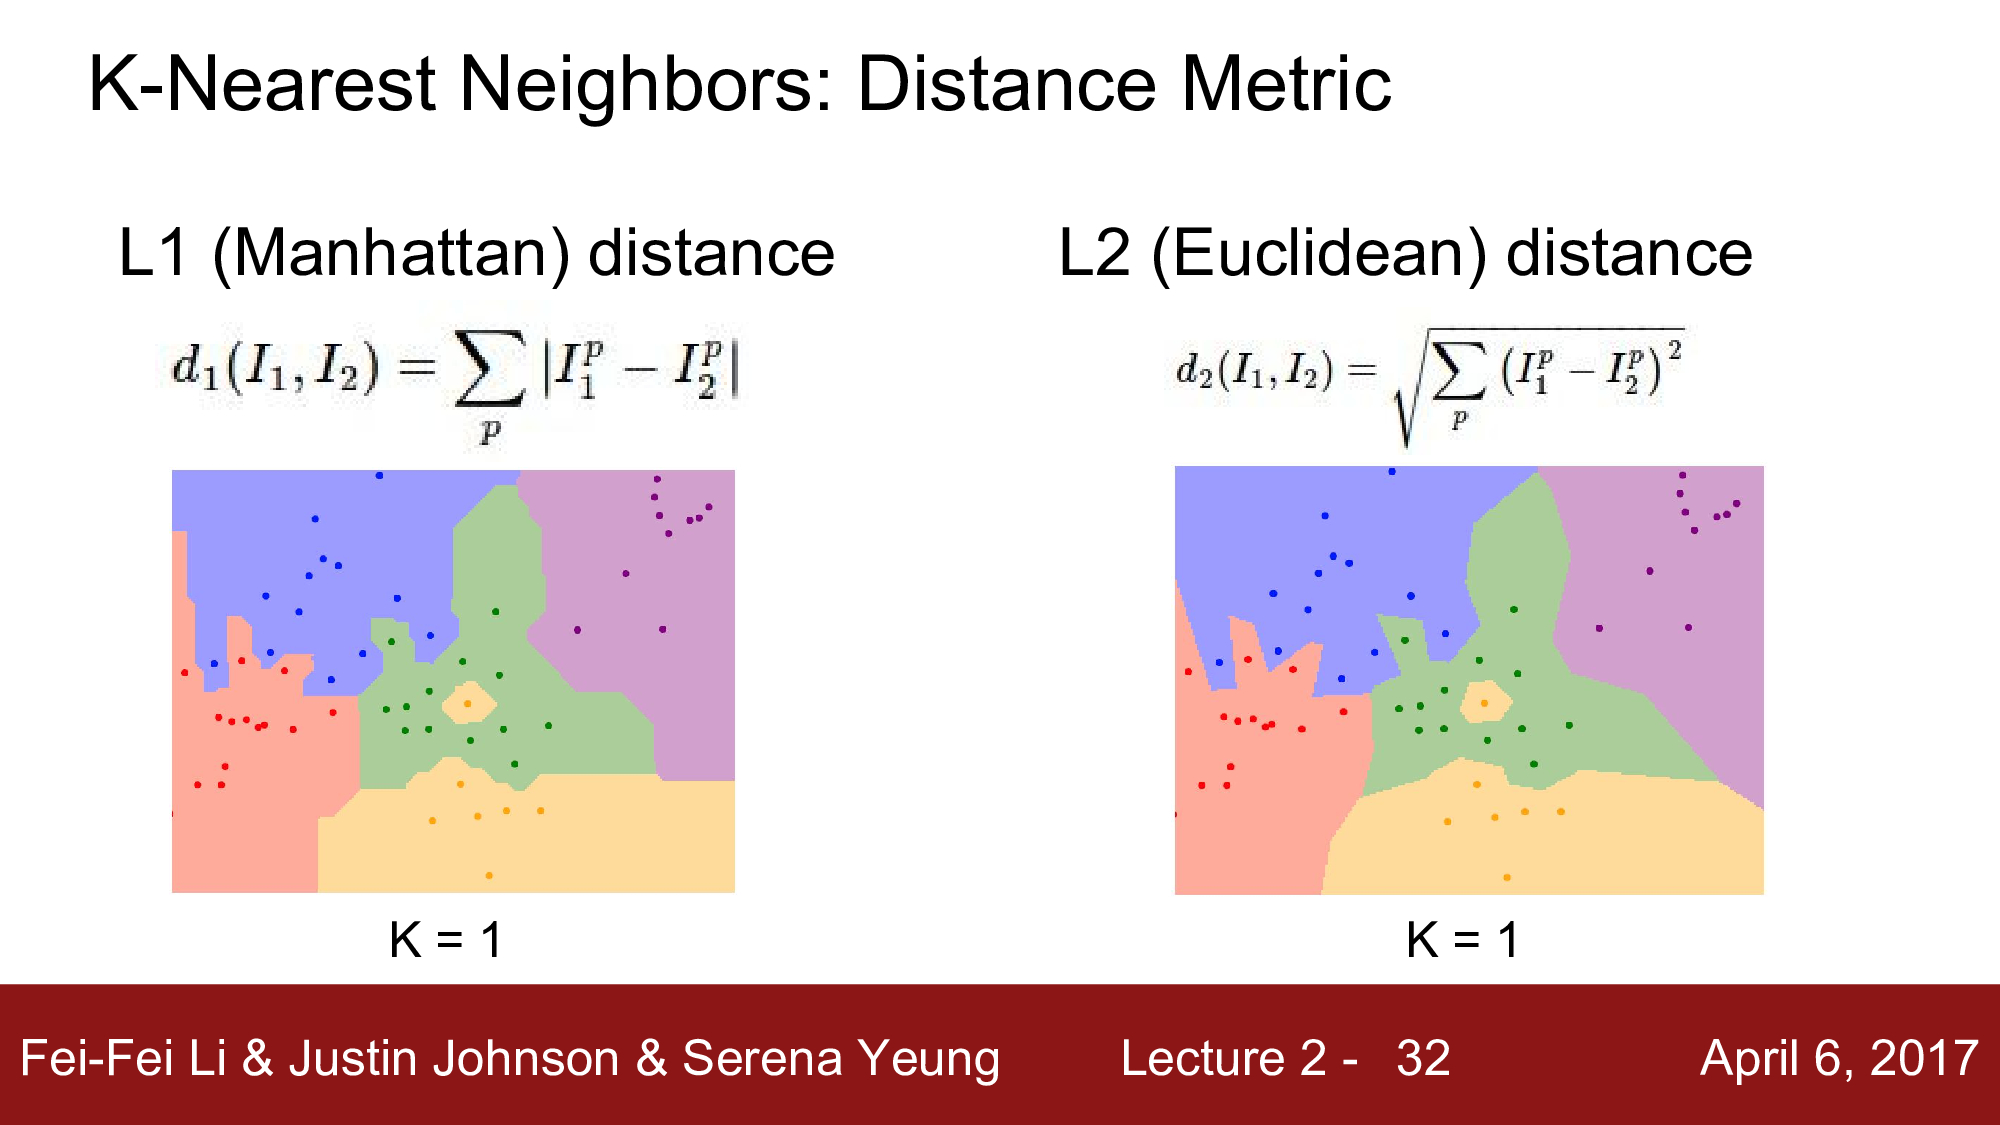 K-Nearest Neighbors: Distance Metric
L1 (Manhattan) distance
d₁(I₁, I₂) = ∑ₚ |I₁ᵖ − I₂ᵖ|
K = 1
L2 (Euclidean) distance
d₂(I₁, I₂) = √(∑ₚ (I₁ᵖ − I₂ᵖ)²)
K = 1
Fei-Fei Li & Justin Johnson & Serena Yeung
Lecture 2 - 32
April 6, 2017